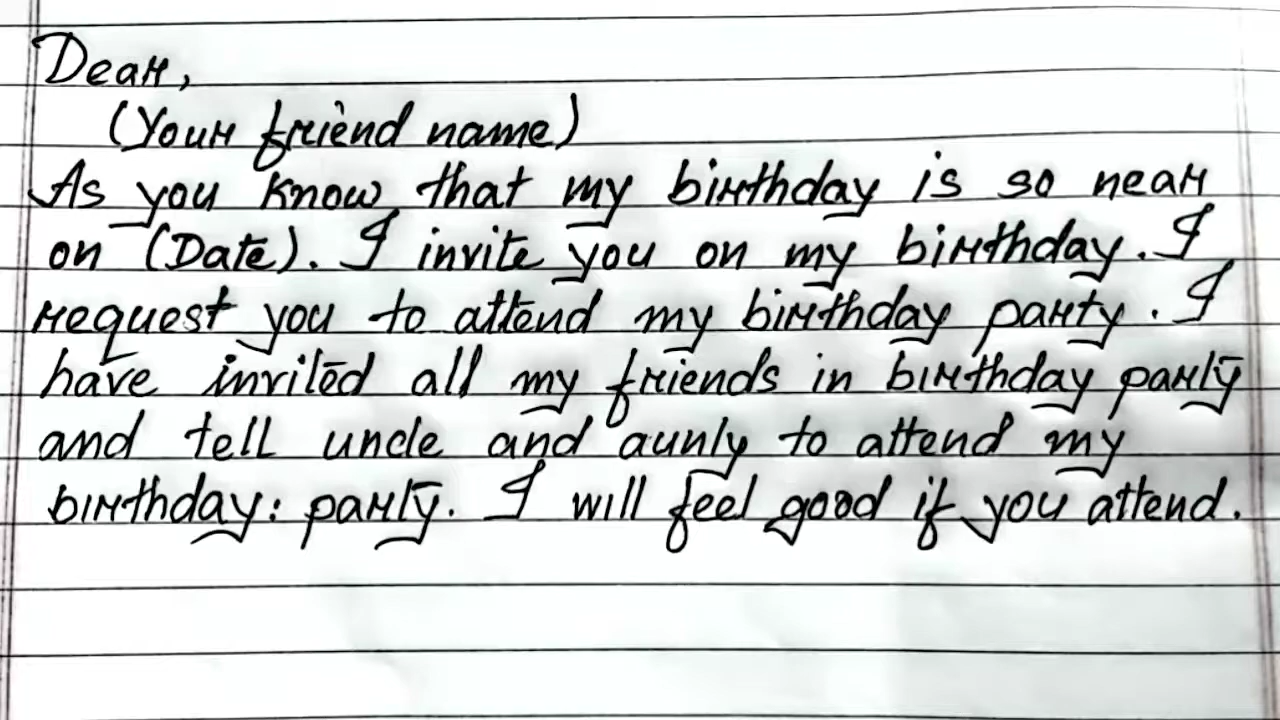 Dear,
(Your friend name)
As you know that my birthday is so near
on (Date). I invite you on my birthday. I
request you to attend my birthday party. I
have invited all my friends in birthday party
and tell uncle and aunty to attend my
birthday: party. I will feel good if you attend.